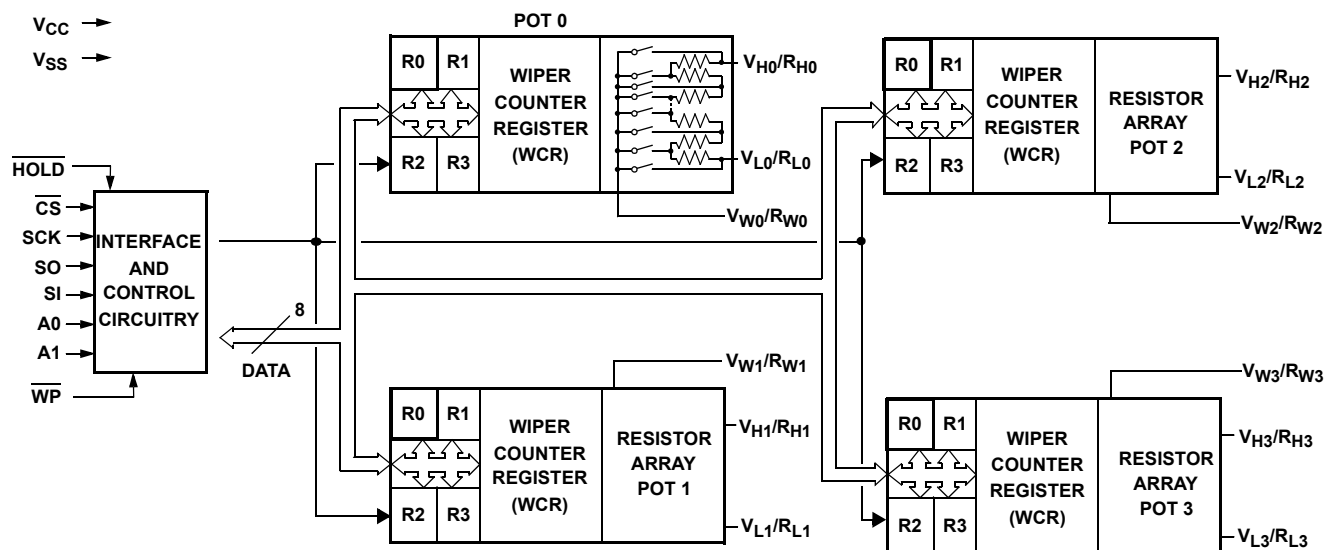 VCC
VSS
HOLD
CS
SCK
SO
SI
A0
A1
WP
INTERFACE
AND
CONTROL
CIRCUITRY
8
DATA
POT 0
R0 R1
R2 R3
WIPER
COUNTER
REGISTER
(WCR)
VH0/RH0
VL0/RL0
VW0/RW0
R0 R1
R2 R3
WIPER
COUNTER
REGISTER
(WCR)
RESISTOR
ARRAY
POT 2
VH2/RH2
VL2/RL2
VW2/RW2
R0 R1
R2 R3
WIPER
COUNTER
REGISTER
(WCR)
RESISTOR
ARRAY
POT 1
VW1/RW1
VH1/RH1
VL1/RL1
R0 R1
R2 R3
WIPER
COUNTER
REGISTER
(WCR)
RESISTOR
ARRAY
POT 3
VW3/RW3
VH3/RH3
VL3/RL3